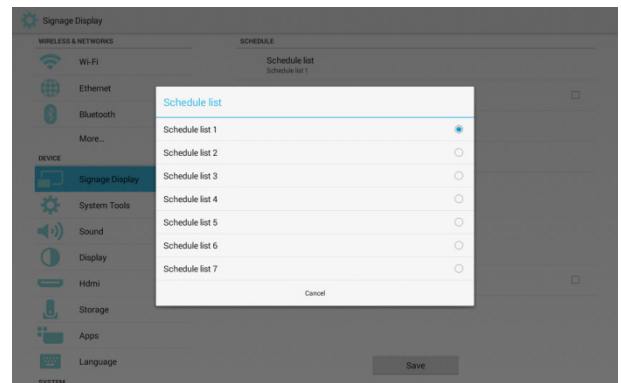 Signage Display
WIRELESS & NETWORKS
Wi-Fi
Ethernet
Bluetooth
More...
DEVICE
Signage Display
System Tools
Sound
Display
Hdmi
Storage
Apps
Language
SYSTEM
SCHEDULE
Schedule list
Schedule list 1
Schedule list
Schedule list 1
Schedule list 2
Schedule list 3
Schedule list 4
Schedule list 5
Schedule list 6
Schedule list 7
Cancel
Save